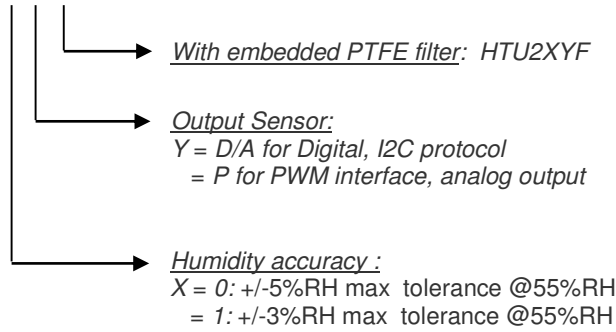 With embedded PTFE filter: HTU2XYF
Output Sensor:
Y = D/A for Digital, I2C protocol
= P for PWM interface, analog output
Humidity accuracy :
X = 0: +/-5%RH max tolerance @55%RH
= 1: +/-3%RH max tolerance @55%RH